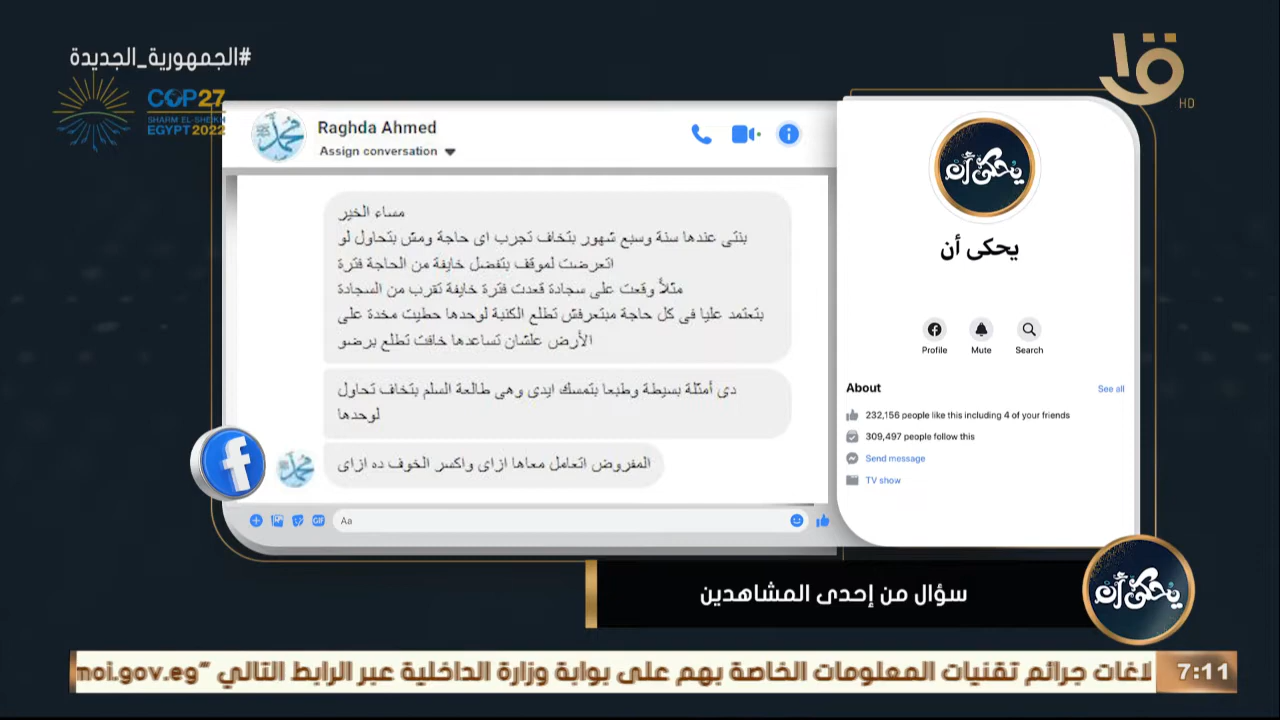 #الجمهورية_الجديدة
COP27
SHARM EL-SHEIKH
EGYPT 2022
HD
Raghda Ahmed
Assign conversation
مساء الخير
بنتى عندها سنة وسبع شهور بتخاف تجرب اى حاجة ومش بتحاول لو
اتعرضت لموقف بتفضل خايفة من الحاجة فترة
مثلاً وقعت على سجادة قعدت فترة خايفة تقرب من السجادة
بتعتمد عليا فى كل حاجة مبتعرفش تطلع الكنبة لوحدها حطيت مخدة على
الأرض علشان تساعدها خافت تطلع برضو
دى أمثلة بسيطة وطبعا بتمسك ايدى وهى طالعة السلم بتخاف تحاول
لوحدها
المفروض اتعامل معاها ازاى واكسر الخوف ده ازاى
GIF
Aa
يحكى أن
يحكى أن
Profile
Mute
Search
About
See all
232,156 people like this including 4 of your friends
309,497 people follow this
Send message
TV show
سؤال من إحدى المشاهدين
يحكى أن
لاغات جرائم تقنيات المعلومات الخاصة بهم على بوابة وزارة الداخلية عبر الرابط التالي "moi.gov.eg
7:11